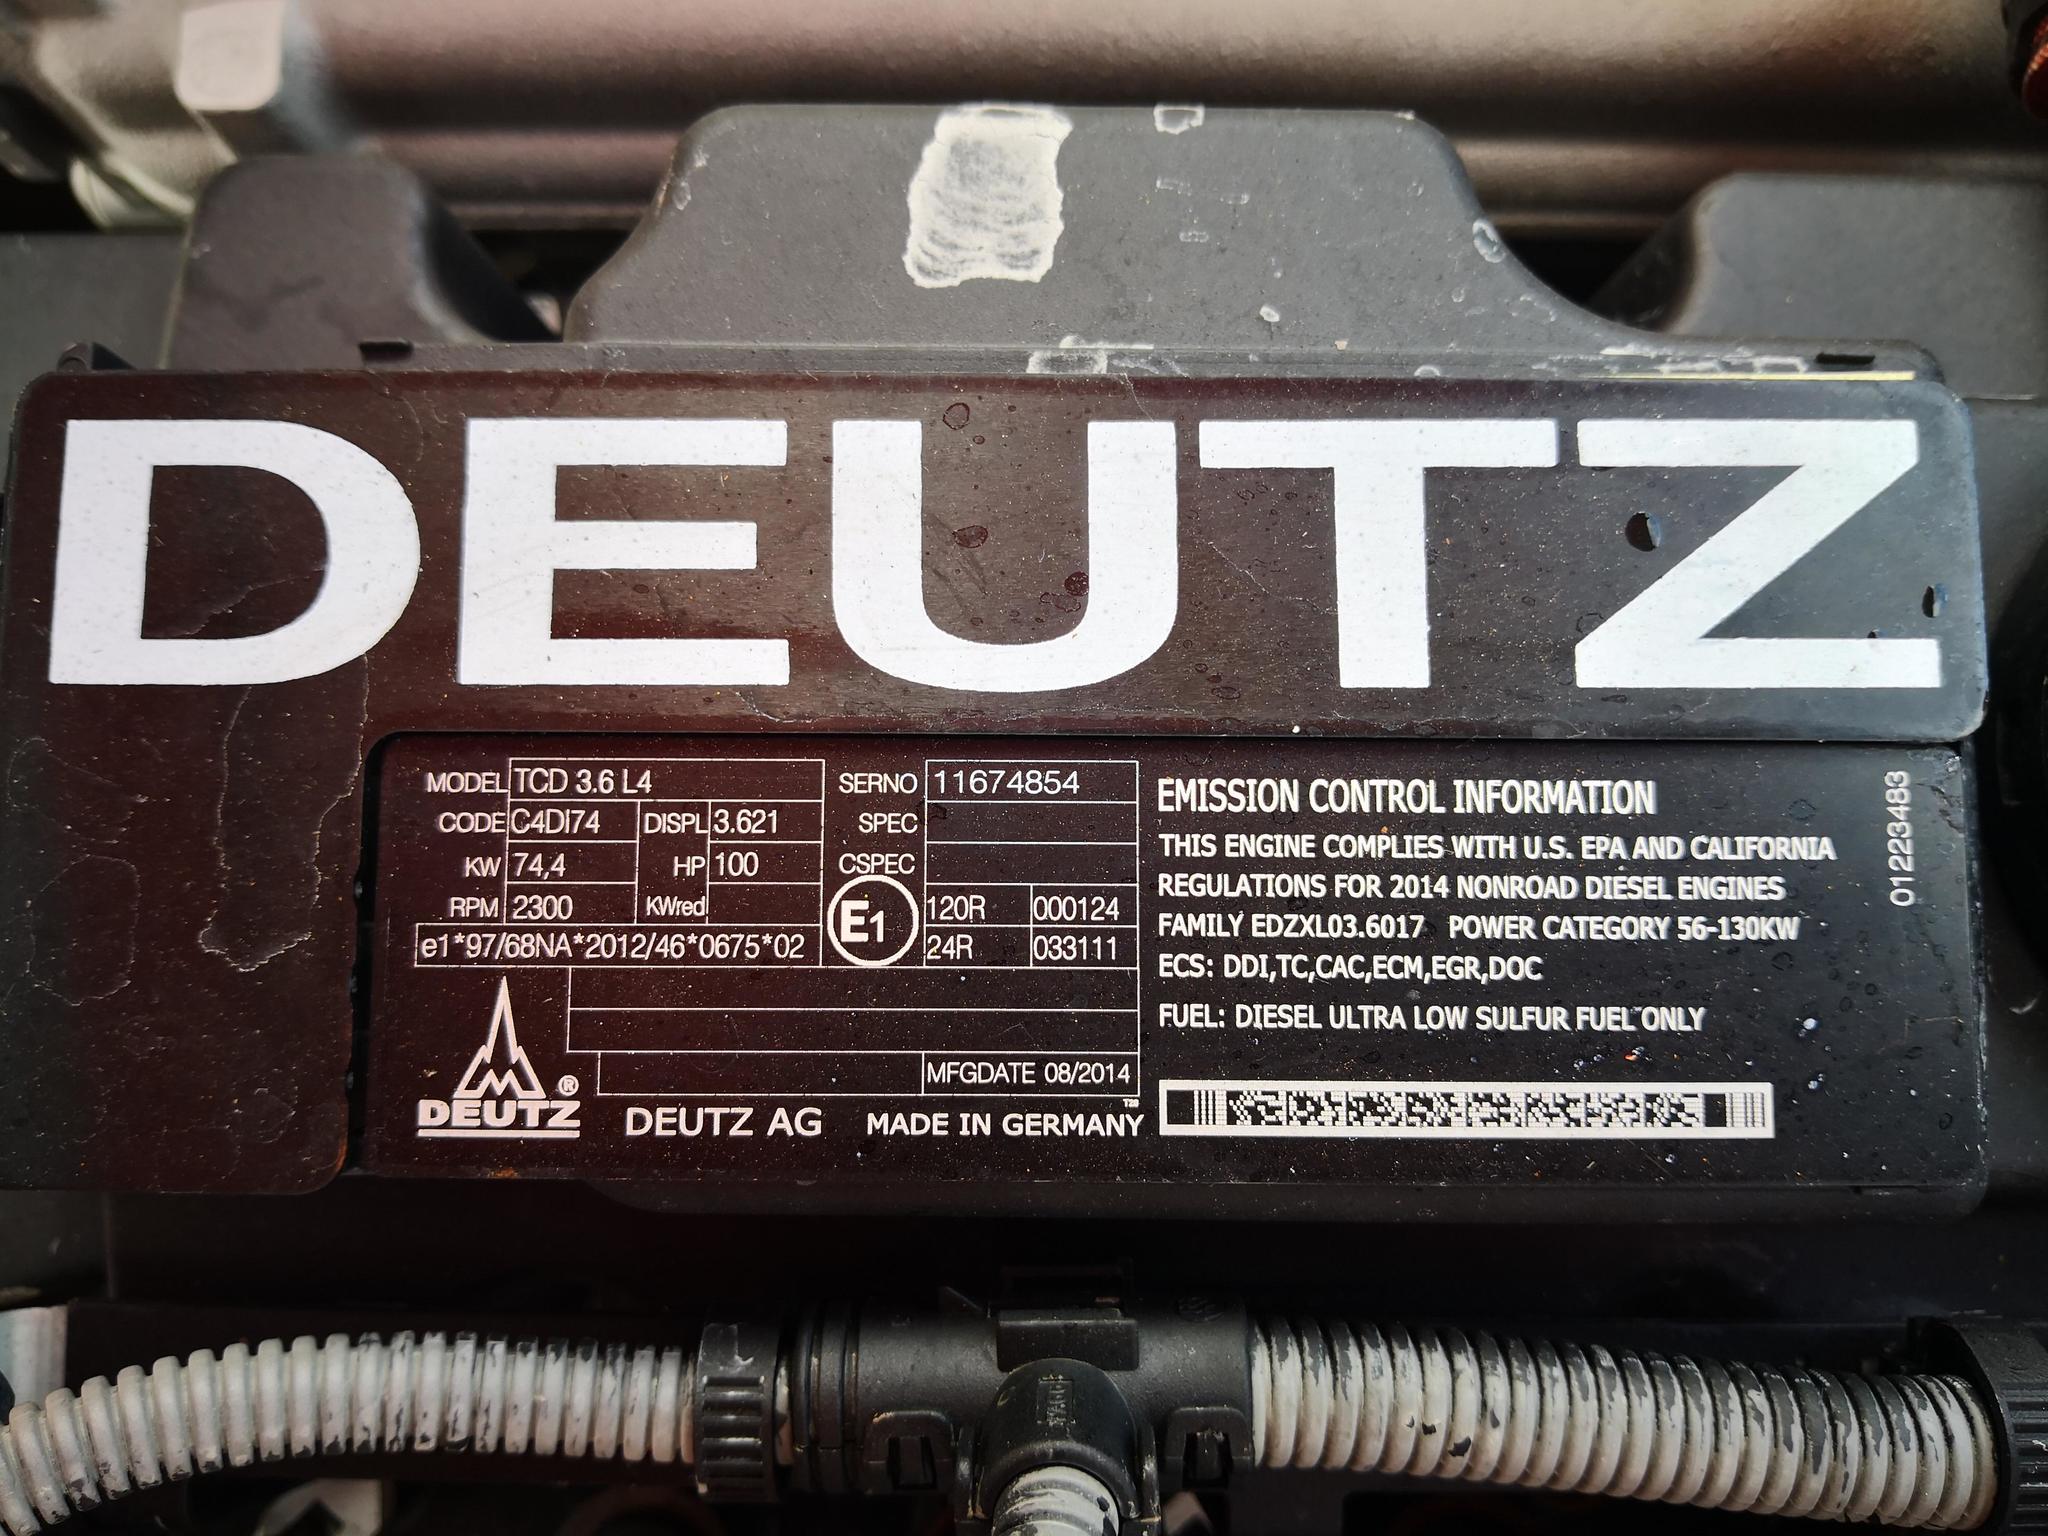 DEUTZ
MODEL TCD 3.6 L4 SERNO 11674854
CODE C4DI74 DISPL 3.621 SPEC
KW 74,4 HP 100 CSPEC
RPM 2300 KWred E1 120R 000124
e1*97/68NA*2012/46*0675*02 24R 033111
MFGDATE 08/2014
DEUTZ ® DEUTZ AG MADE IN GERMANY
EMISSION CONTROL INFORMATION
THIS ENGINE COMPLIES WITH U.S. EPA AND CALIFORNIA
REGULATIONS FOR 2014 NONROAD DIESEL ENGINES
FAMILY EDZXL03.6017 POWER CATEGORY 56-130KW
ECS: DDI,TC,CAC,ECM,EGR,DOC
FUEL: DIESEL ULTRA LOW SULFUR FUEL ONLY
01223483